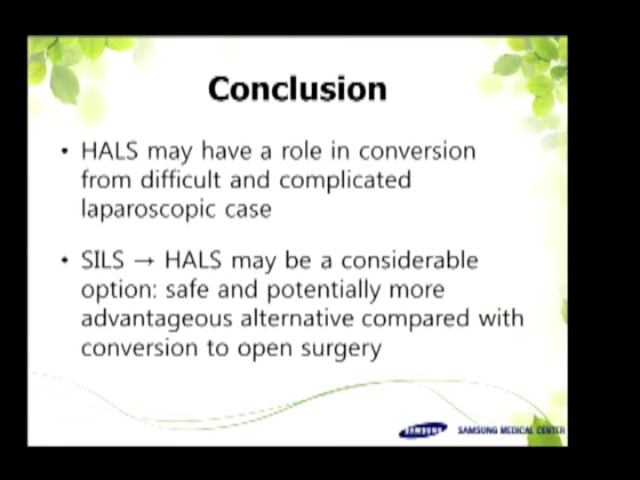 Conclusion
• HALS may have a role in conversion
from difficult and complicated
laparoscopic case
• SILS → HALS may be a considerable
option: safe and potentially more
advantageous alternative compared with
conversion to open surgery
SAMSUNG SAMSUNG MEDICAL CENTER